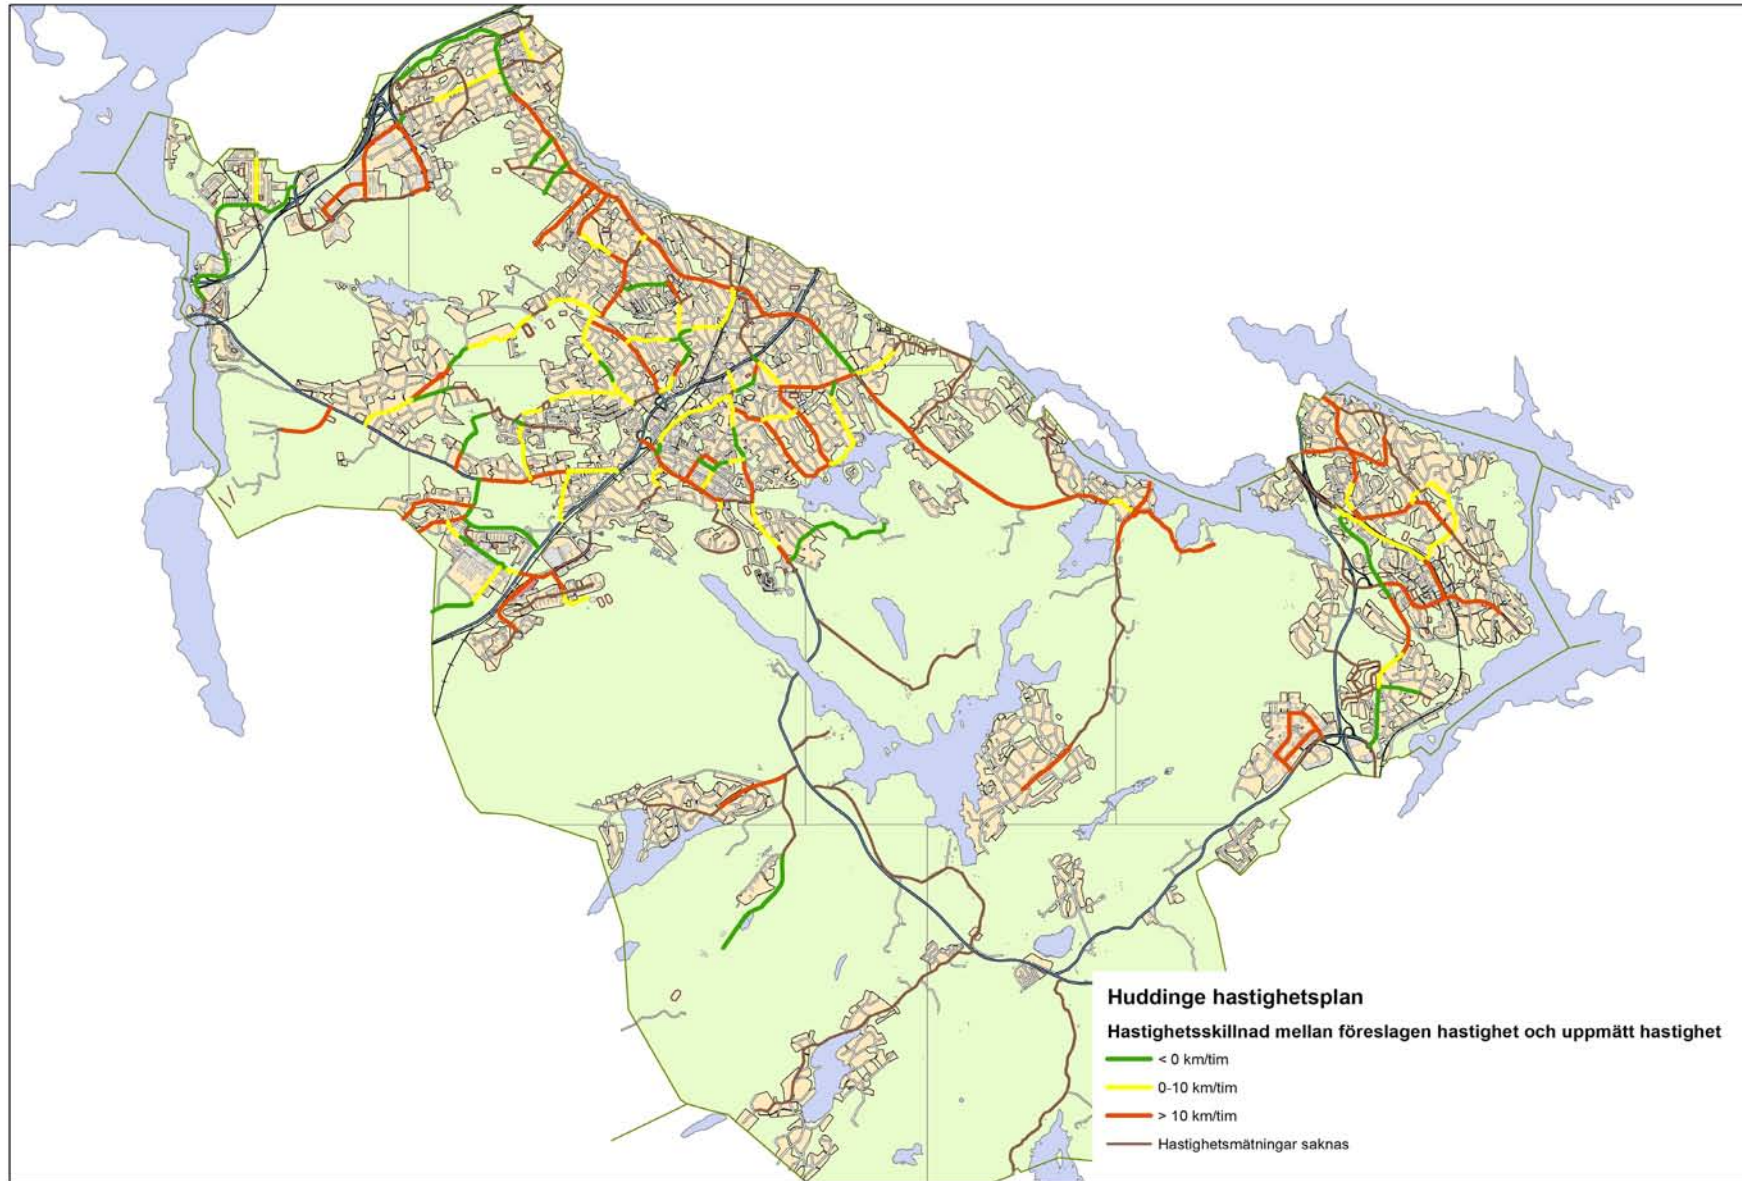 Huddinge hastighetsplan
Hastighetsskillnad mellan föreslagen hastighet och uppmätt hastighet
< 0 km/tim
0-10 km/tim
> 10 km/tim
Hastighetsmätningar saknas